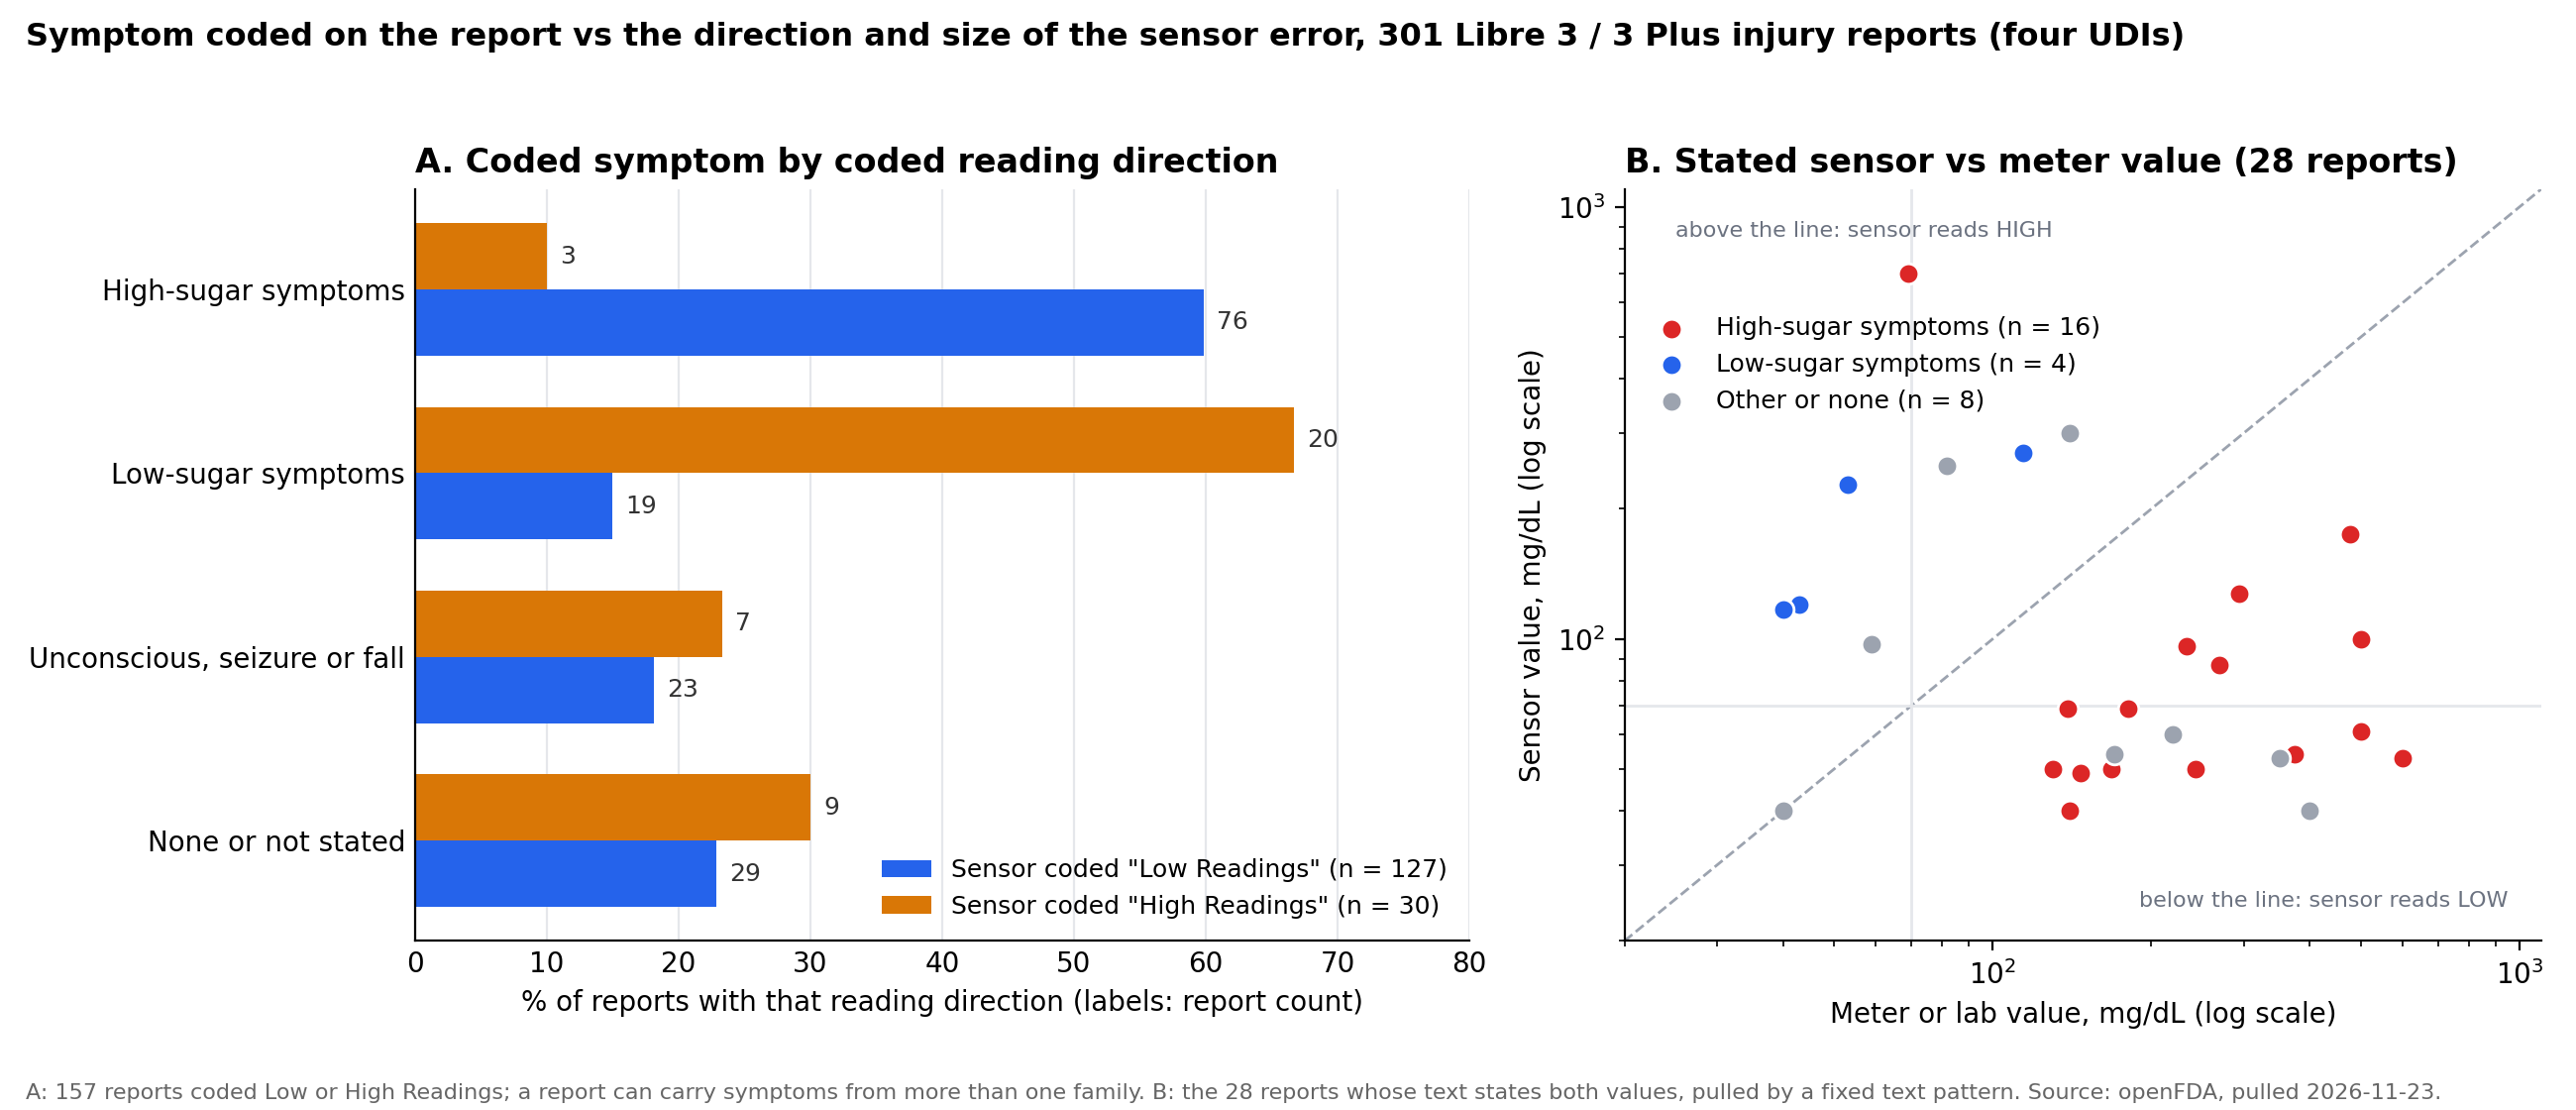 Symptom coded on the report vs the direction and size of the sensor error, 301 Libre 3 / 3 Plus injury reports (four UDIs)
A. Coded symptom by coded reading direction
High-sugar symptoms
3
76
Low-sugar symptoms
20
19
Unconscious, seizure or fall
7
23
None or not stated
9
29
Sensor coded "Low Readings" (n = 127)
Sensor coded "High Readings" (n = 30)
0 10 20 30 40 50 60 70 80
% of reports with that reading direction (labels: report count)
B. Stated sensor vs meter value (28 reports)
Sensor value, mg/dL (log scale)
10³
10²
above the line: sensor reads HIGH
High-sugar symptoms (n = 16)
Low-sugar symptoms (n = 4)
Other or none (n = 8)
below the line: sensor reads LOW
10² 10³
Meter or lab value, mg/dL (log scale)
A: 157 reports coded Low or High Readings; a report can carry symptoms from more than one family. B: the 28 reports whose text states both values, pulled by a fixed text pattern. Source: openFDA, pulled 2026-11-23.